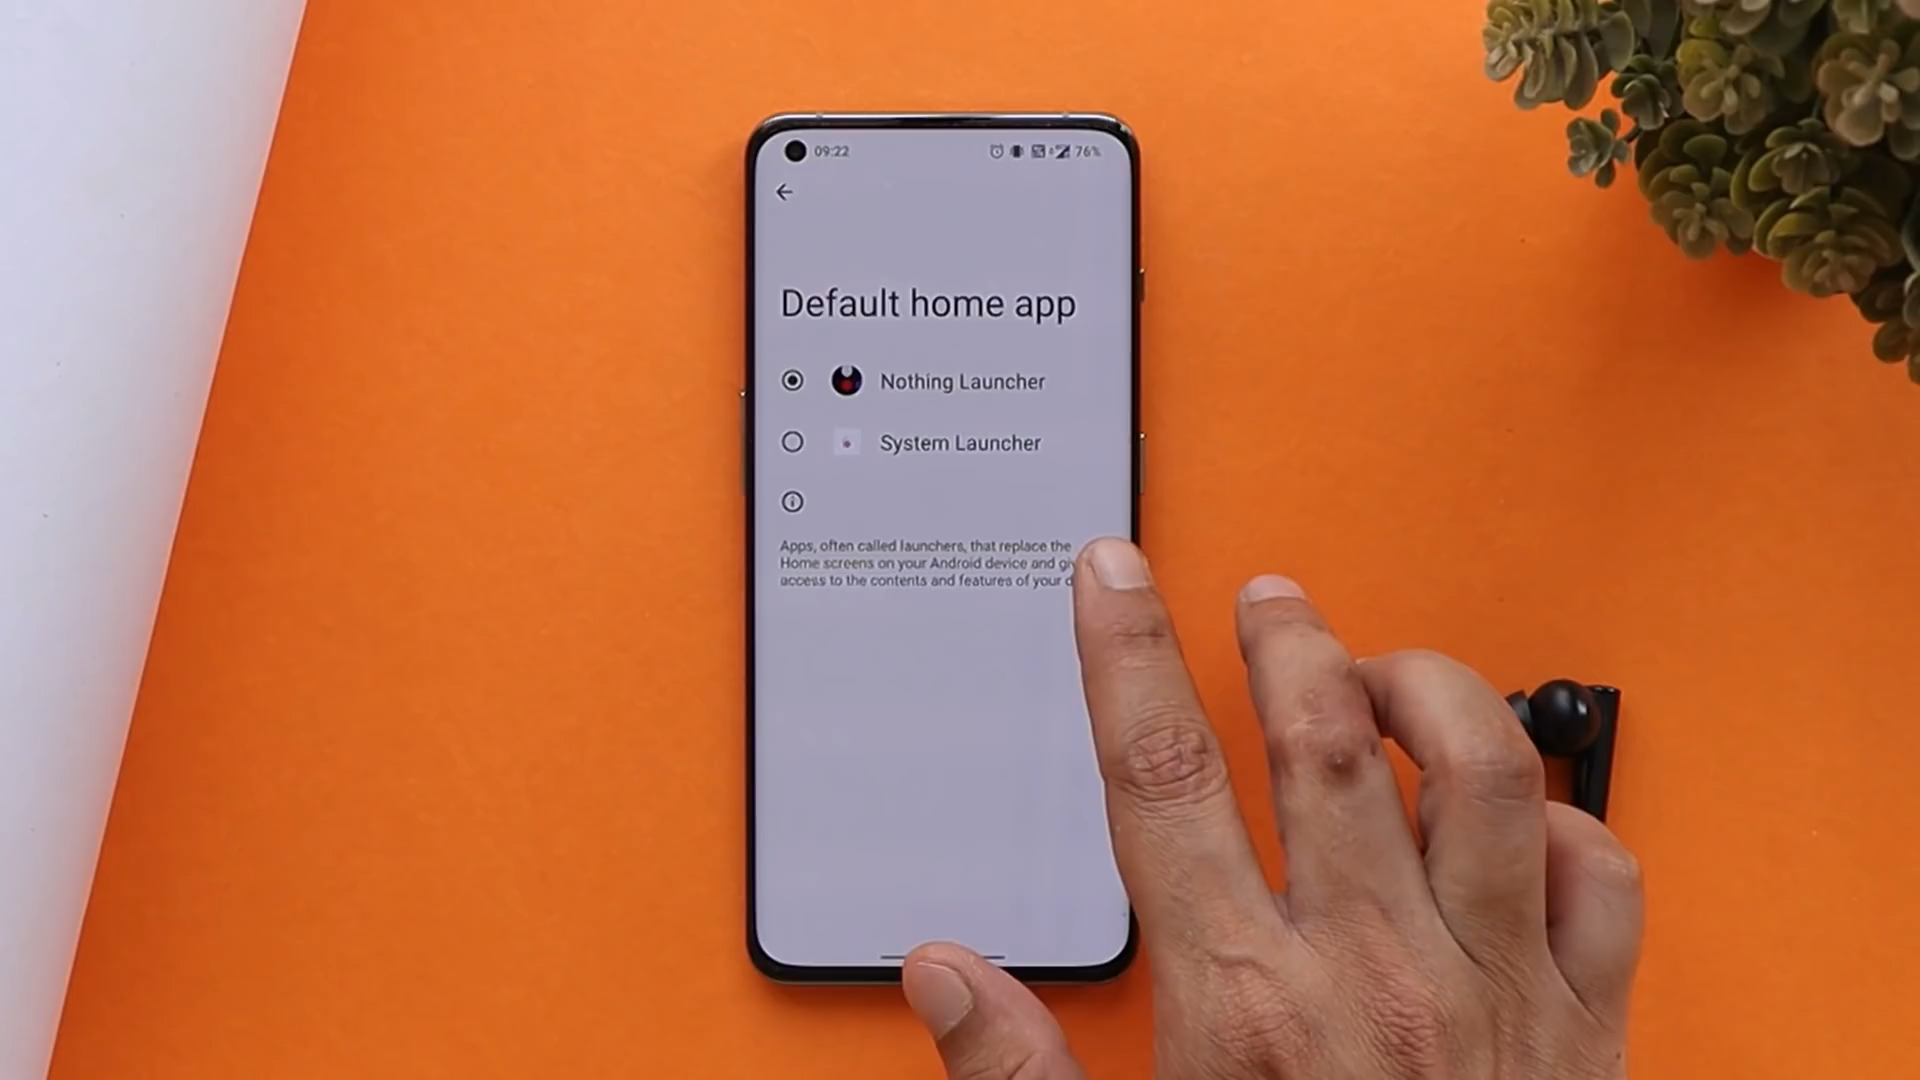 09:22 76%
Default home app
Nothing Launcher
System Launcher
Apps, often called launchers, that replace the
Home screens on your Android device and
access to the contents and features of your